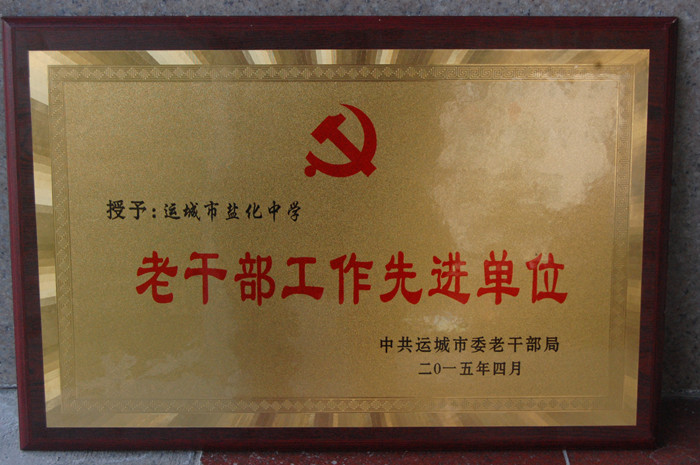 授予：运城市盐化中学
老干部工作先进单位
中共运城市委老干部局
二〇一五年四月